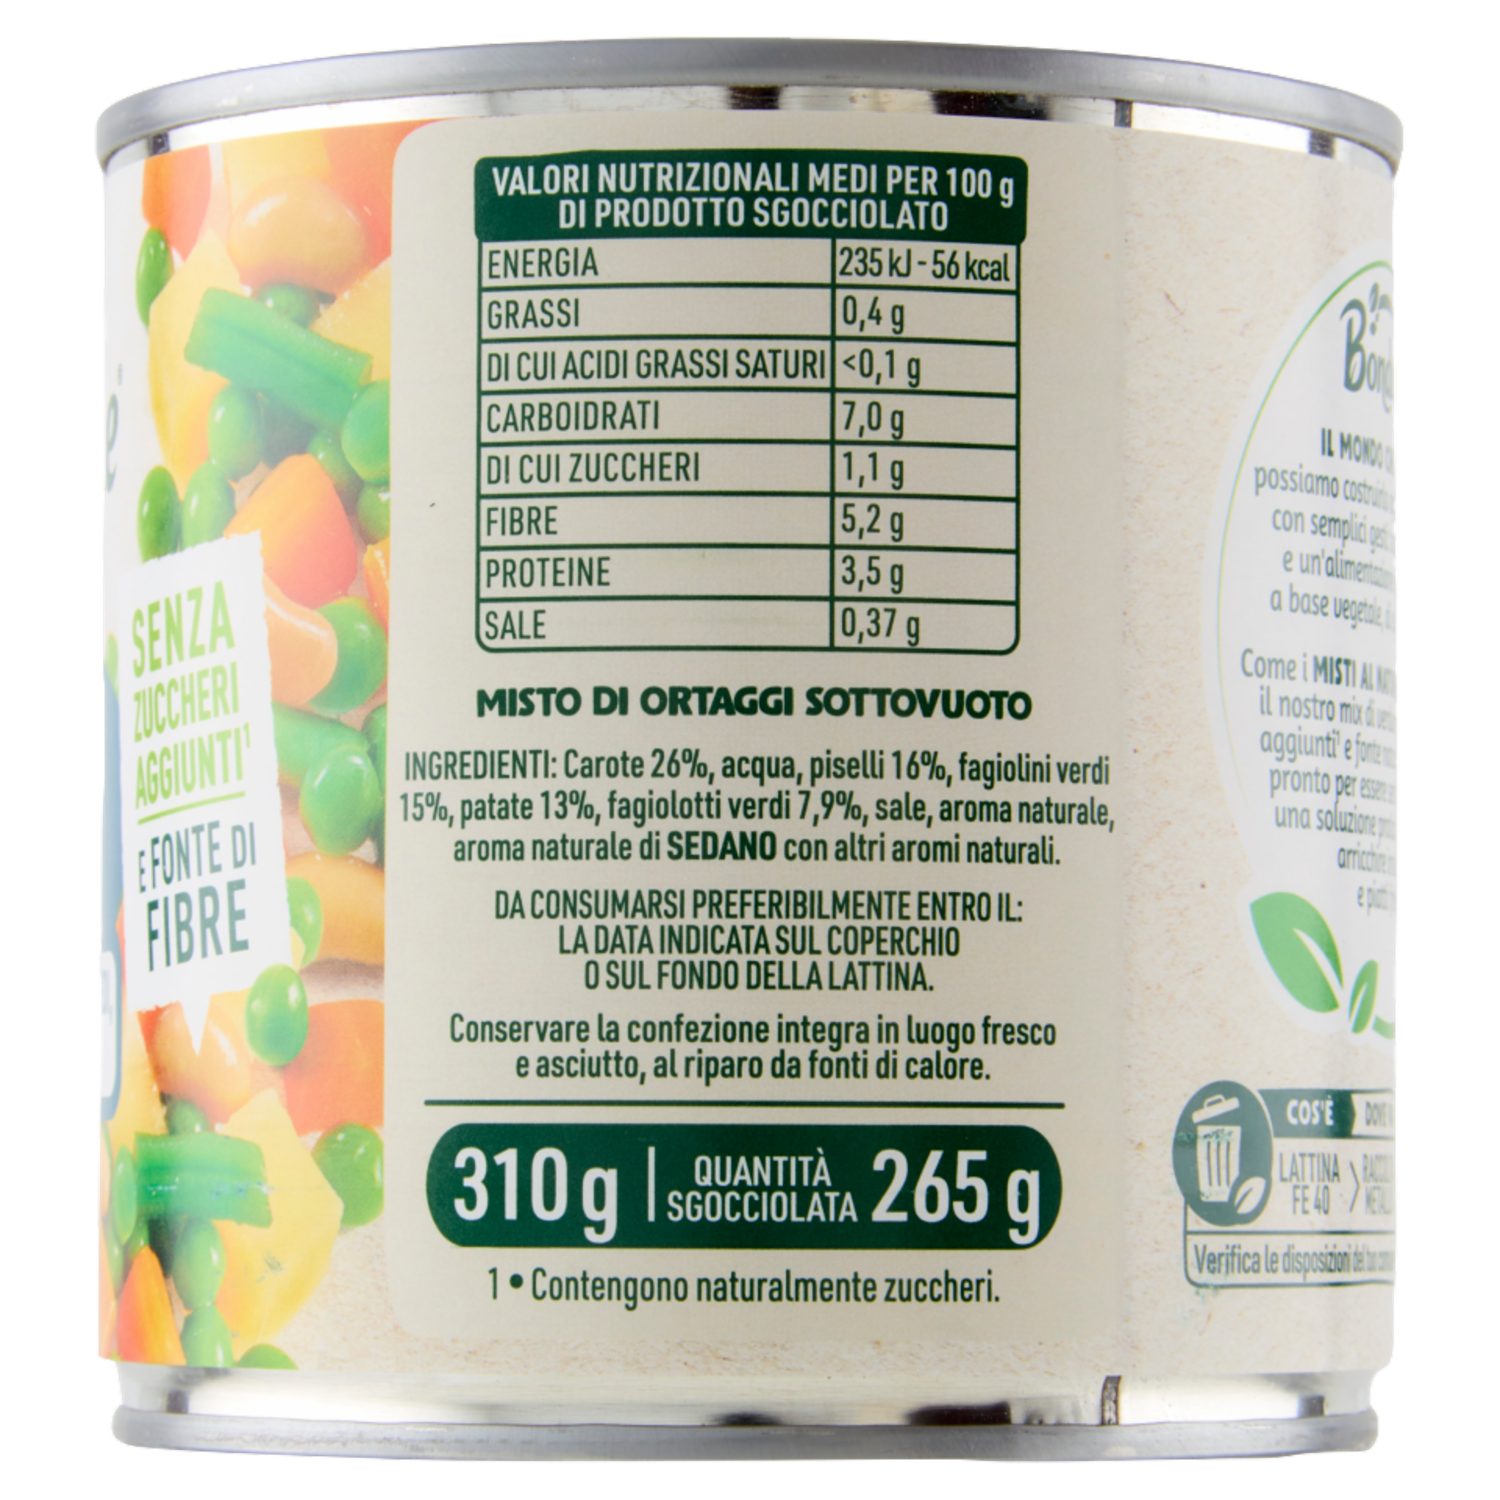 VALORI NUTRIZIONALI MEDI PER 100 g
DI PRODOTTO SGOCCIOLATO
ENERGIA 235 kJ - 56 kcal
GRASSI 0,4 g
DI CUI ACIDI GRASSI SATURI <0,1 g
CARBOIDRATI 7,0 g
DI CUI ZUCCHERI 1,1 g
FIBRE 5,2 g
PROTEINE 3,5 g
SALE 0,37 g
MISTO DI ORTAGGI SOTTOVUOTO
INGREDIENTI: Carote 26%, acqua, piselli 16%, fagiolini verdi
15%, patate 13%, fagiolotti verdi 7,9%, sale, aroma naturale,
aroma naturale di SEDANO con altri aromi naturali.
DA CONSUMARSI PREFERIBILMENTE ENTRO IL:
LA DATA INDICATA SUL COPERCHIO
O SUL FONDO DELLA LATTINA.
Conservare la confezione integra in luogo fresco
e asciutto, al riparo da fonti di calore.
310 g | QUANTITÀ
SGOCCIOLATA 265 g
1 • Contengono naturalmente zuccheri.
SENZA
ZUCCHERI
AGGIUNTI¹
E FONTE DI
FIBRE
IL MONDO
possiamo
con semplici
e
a base vegetale,
Come i MISTI AL
il nostro mix di
aggiunti¹ e fonte
pronto per essere
una soluzione
e piatti
COS'È
LATTINA
FE 40
Verifica le disposizioni del tuo